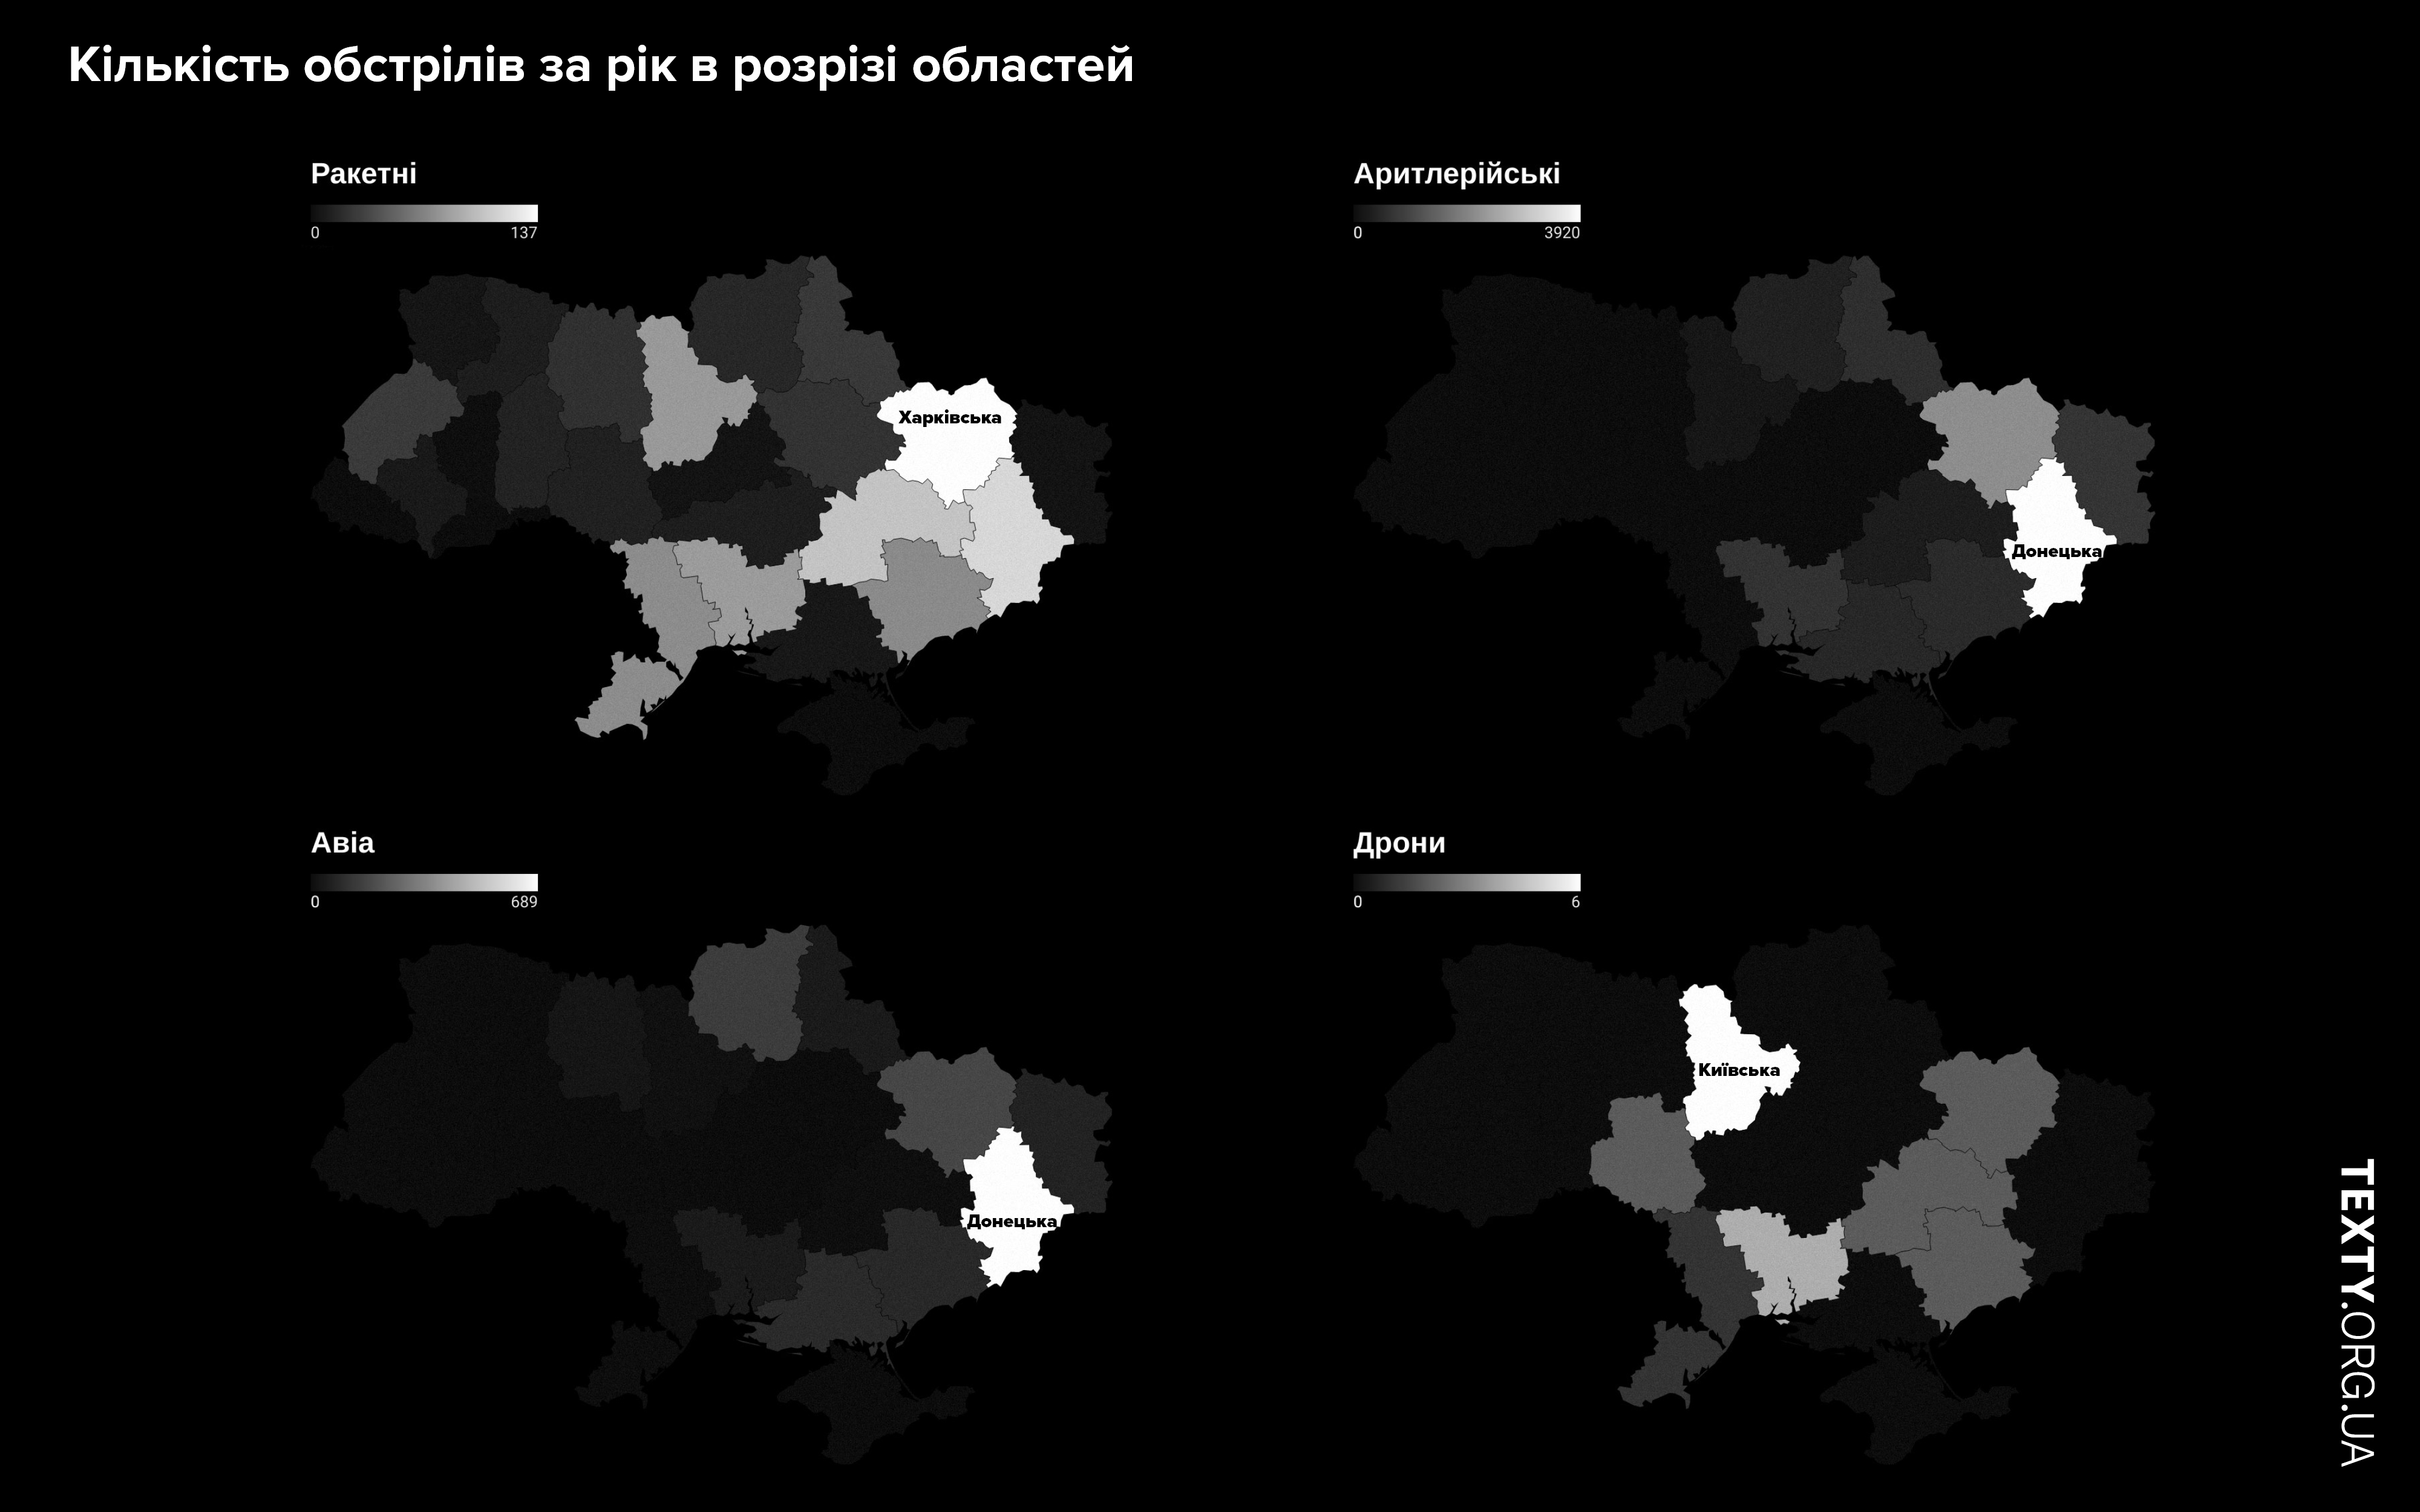 Кількість обстрілів за рік в розрізі областей
Ракетні
0 137
Харківська
Аритлерійські
0 3920
Донецька
Авіа
0 689
Донецька
Дрони
0 6
Київська
TEXTY.ORG.UA